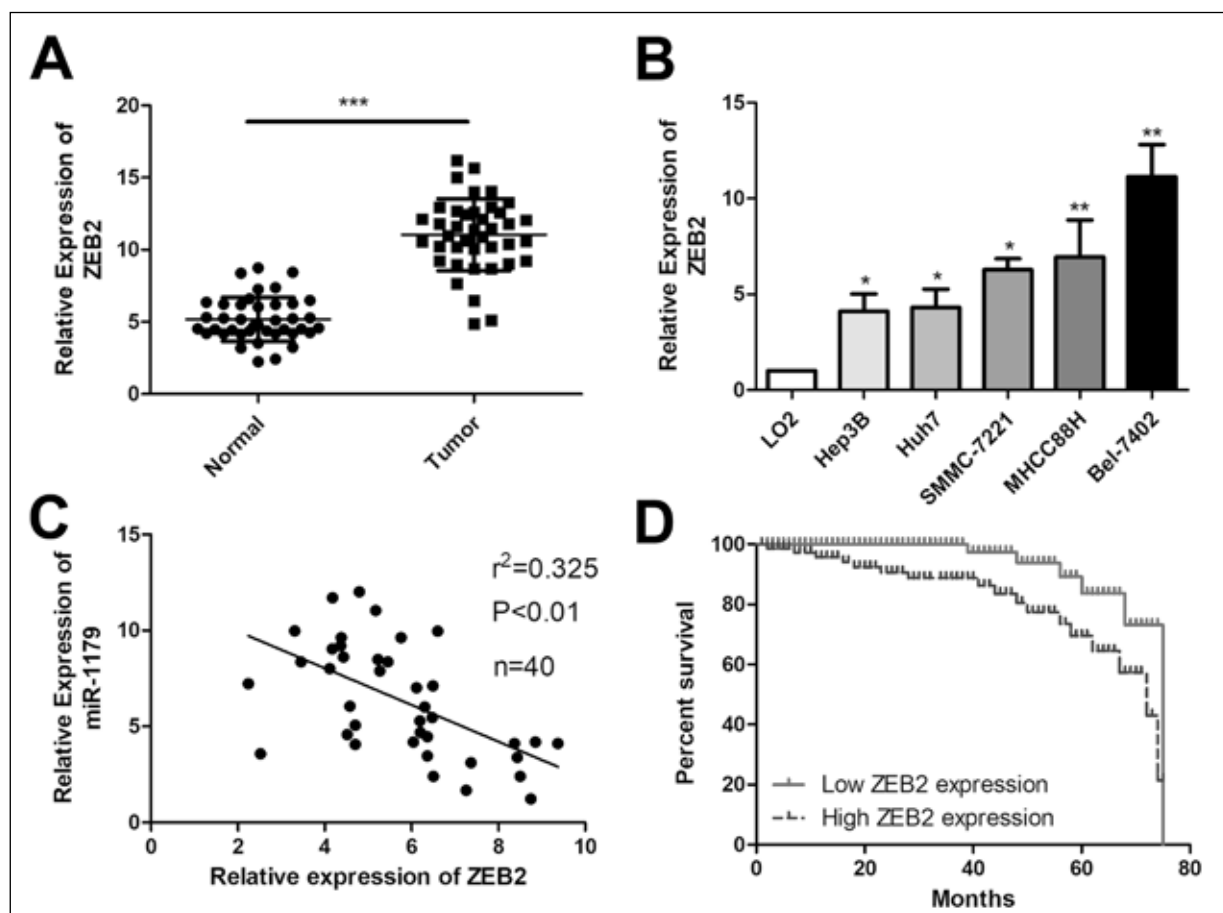 A
Relative Expression of
ZEB2
20
15
10
5
0
***
Normal
Tumor
B
Relative Expression of
ZEB2
15
10
5
0
*
*
*
**
**
LO2
Hep3B
Huh7
SMMC-7221
MHCC88H
Bel-7402
C
Relative Expression of
miR-1179
15
10
5
0
r²=0.325
P<0.01
n=40
0 2 4 6 8 10
Relative expression of ZEB2
D
Percent survival
100
80
60
40
20
0
Low ZEB2 expression
High ZEB2 expression
0 20 40 60 80
Months